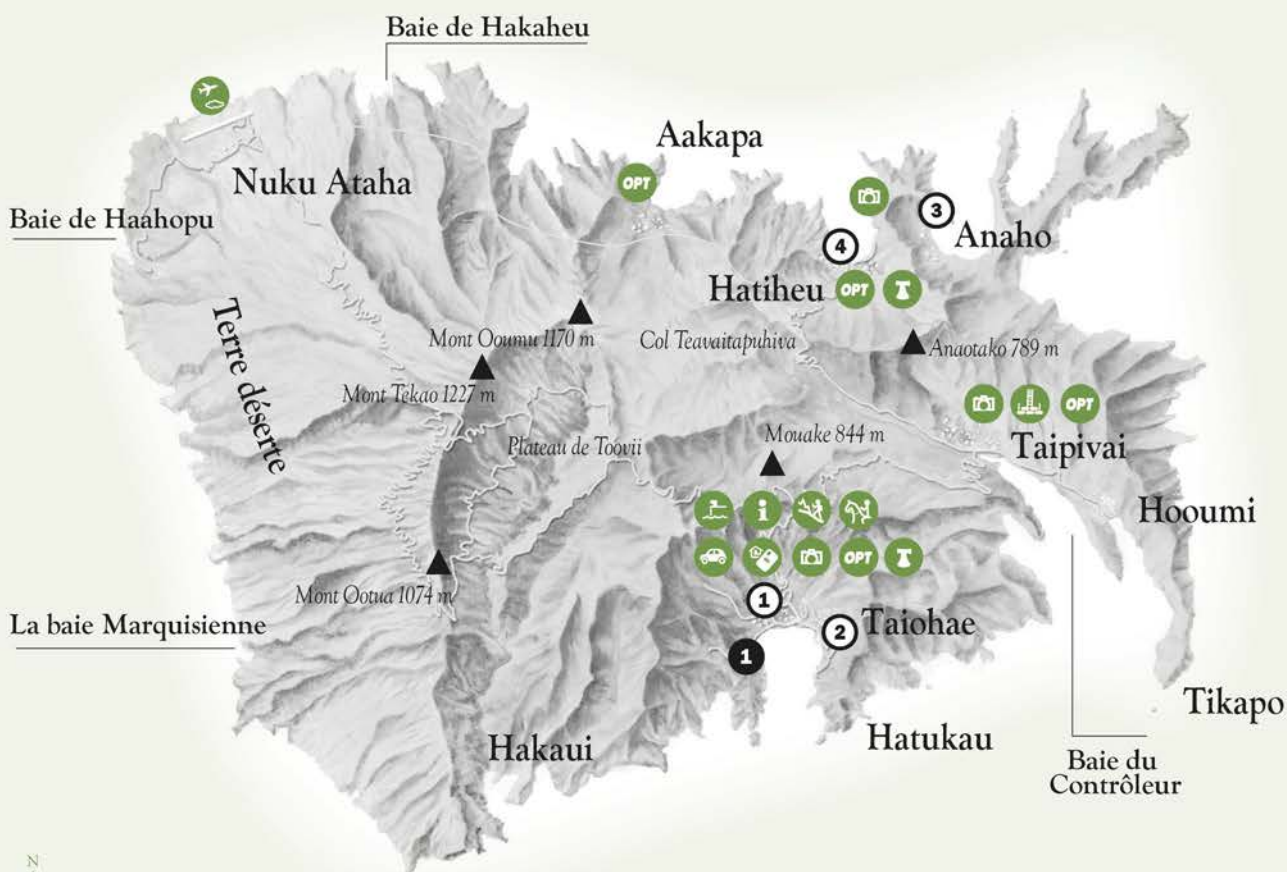 Baie de Hakaheu
Aakapa
OPT
Nuku Ataha
Baie de Haahopu
3
Anaho
4
Hatiheu
OPT
Terre déserte
Mont Ooumu 1170 m
Col Teavaitapuhiva
Anaotako 789 m
Mont Tekao 1227 m
OPT
Plateau de Toovii
Mouake 844 m
Taipivai
i
Hooumi
OPT
Mont Ootua 1074 m
1
La baie Marquisienne
2
Taiohae
1
Tikapo
Hakaui
Hatukau
Baie du
Contrôleur
N